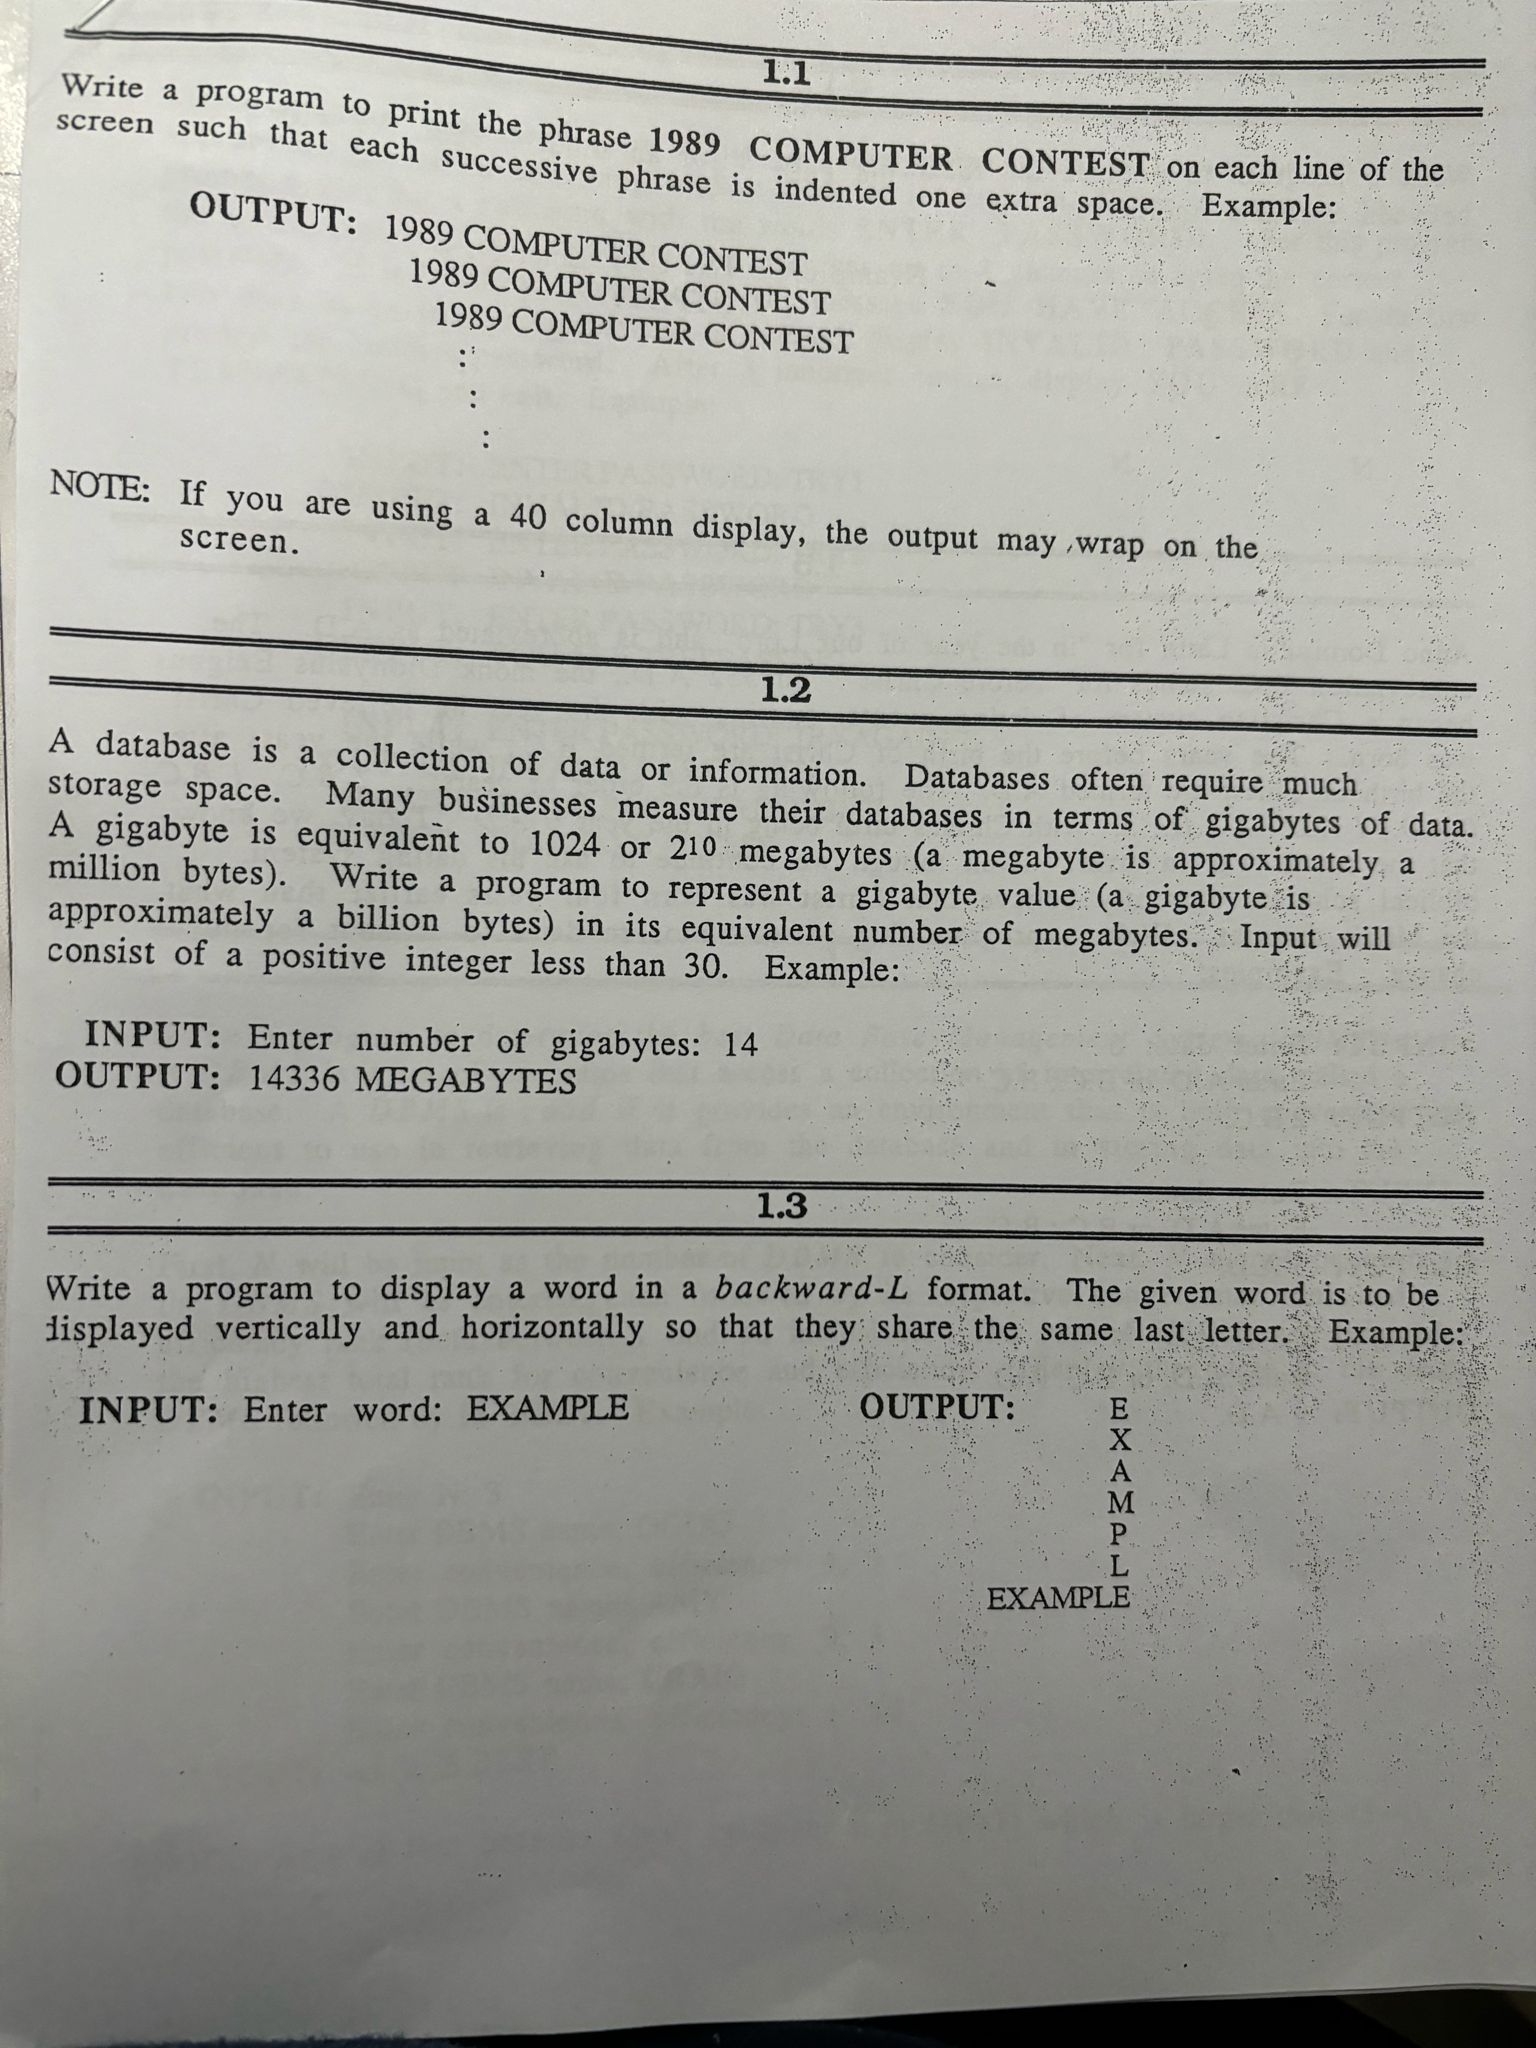 1.1
Write a program to print the phrase 1989 COMPUTER CONTEST on each line of the
screen such that each successive phrase is indented one extra space. Example:
OUTPUT: 1989 COMPUTER CONTEST
1989 COMPUTER CONTEST
1989 COMPUTER CONTEST
:
:
:
NOTE: If you are using a 40 column display, the output may wrap on the
screen.
1.2
A database is a collection of data or information. Databases often require much
storage space. Many businesses measure their databases in terms of gigabytes of data.
A gigabyte is equivalent to 1024 or 2¹⁰ megabytes (a megabyte is approximately a
million bytes). Write a program to represent a gigabyte value (a gigabyte is
approximately a billion bytes) in its equivalent number of megabytes. Input will
consist of a positive integer less than 30. Example:
INPUT: Enter number of gigabytes: 14
OUTPUT: 14336 MEGABYTES
1.3
Write a program to display a word in a backward-L format. The given word is to be
displayed vertically and horizontally so that they share the same last letter. Example:
INPUT: Enter word: EXAMPLE OUTPUT: E
X
A
M
P
L
EXAMPLE